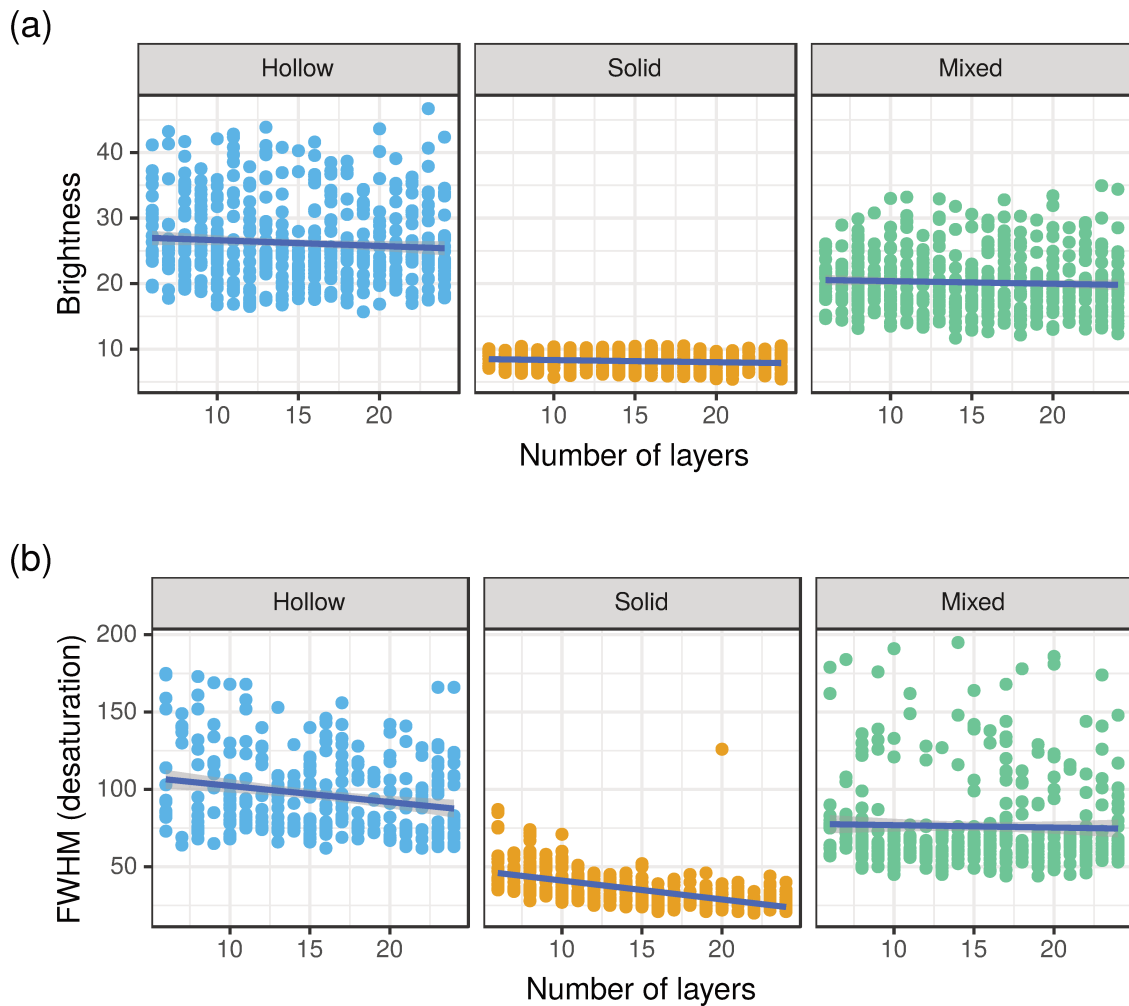 (a)
Hollow Solid Mixed
Brightness
40
30
20
10
10 15 20 10 15 20 10 15 20
Number of layers
(b)
Hollow Solid Mixed
FWHM (desaturation)
200
150
100
50
10 15 20 10 15 20 10 15 20
Number of layers